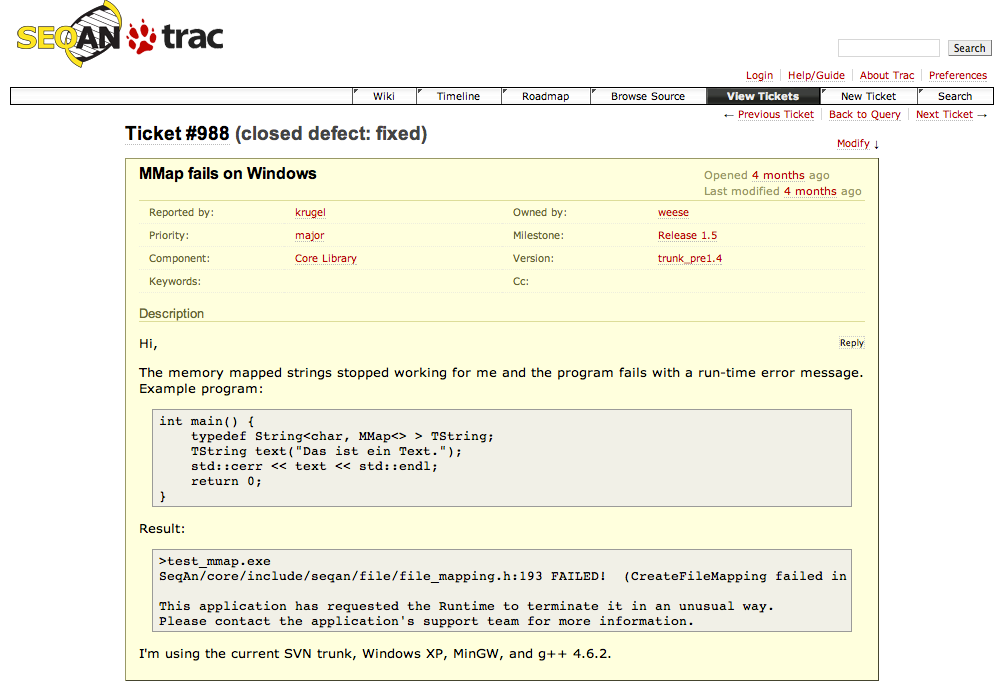 SEQAN trac
Search
Login Help/Guide About Trac Preferences
Wiki Timeline Roadmap Browse Source View Tickets New Ticket Search
← Previous Ticket Back to Query Next Ticket →
Ticket #988 (closed defect: fixed)
Modify ↓
MMap fails on Windows
Opened 4 months ago
Last modified 4 months ago
Reported by: krugel Owned by: weese
Priority: major Milestone: Release 1.5
Component: Core Library Version: trunk_pre1.4
Keywords: Cc:
Description
Hi,
Reply
The memory mapped strings stopped working for me and the program fails with a run-time error message.
Example program:
int main() {
    typedef String<char, MMap<> > TString;
    TString text("Das ist ein Text.");
    std::cerr << text << std::endl;
    return 0;
}
Result:
>test_mmap.exe
SeqAn/core/include/seqan/file/file_mapping.h:193 FAILED!  (CreateFileMapping failed in
This application has requested the Runtime to terminate it in an unusual way.
Please contact the application's support team for more information.
I'm using the current SVN trunk, Windows XP, MinGW, and g++ 4.6.2.